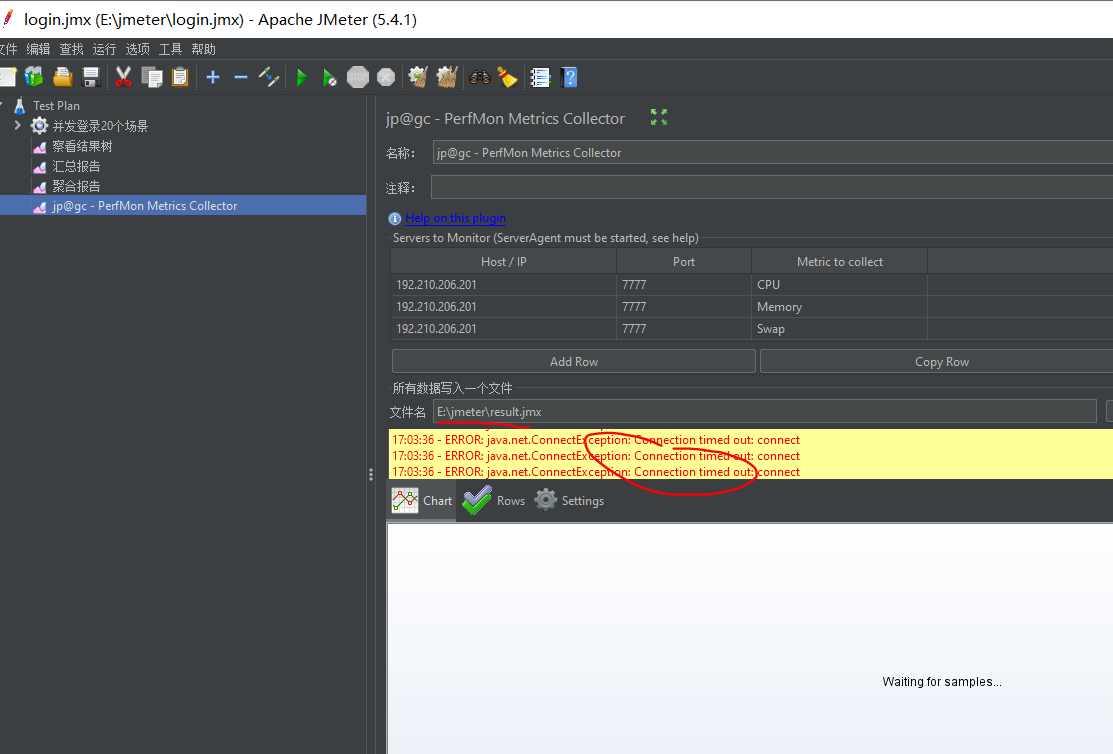 login.jmx (E:\jmeter\login.jmx) - Apache JMeter (5.4.1)
文件 编辑 查找 运行 选项 工具 帮助
STOP
Test Plan
并发登录20个场景
察看结果树
汇总报告
聚合报告
jp@gc - PerfMon Metrics Collector
jp@gc - PerfMon Metrics Collector
名称： jp@gc - PerfMon Metrics Collector
注释：
Help on this plugin
Servers to Monitor (ServerAgent must be started, see help)
Host / IP Port Metric to collect
192.210.206.201 7777 CPU
192.210.206.201 7777 Memory
192.210.206.201 7777 Swap
Add Row Copy Row
所有数据写入一个文件
文件名 E:\jmeter\result.jmx
17:03:36 - ERROR: java.net.ConnectException: Connection timed out: connect
17:03:36 - ERROR: java.net.ConnectException: Connection timed out: connect
17:03:36 - ERROR: java.net.ConnectException: Connection timed out: connect
Chart Rows Settings
Waiting for samples...